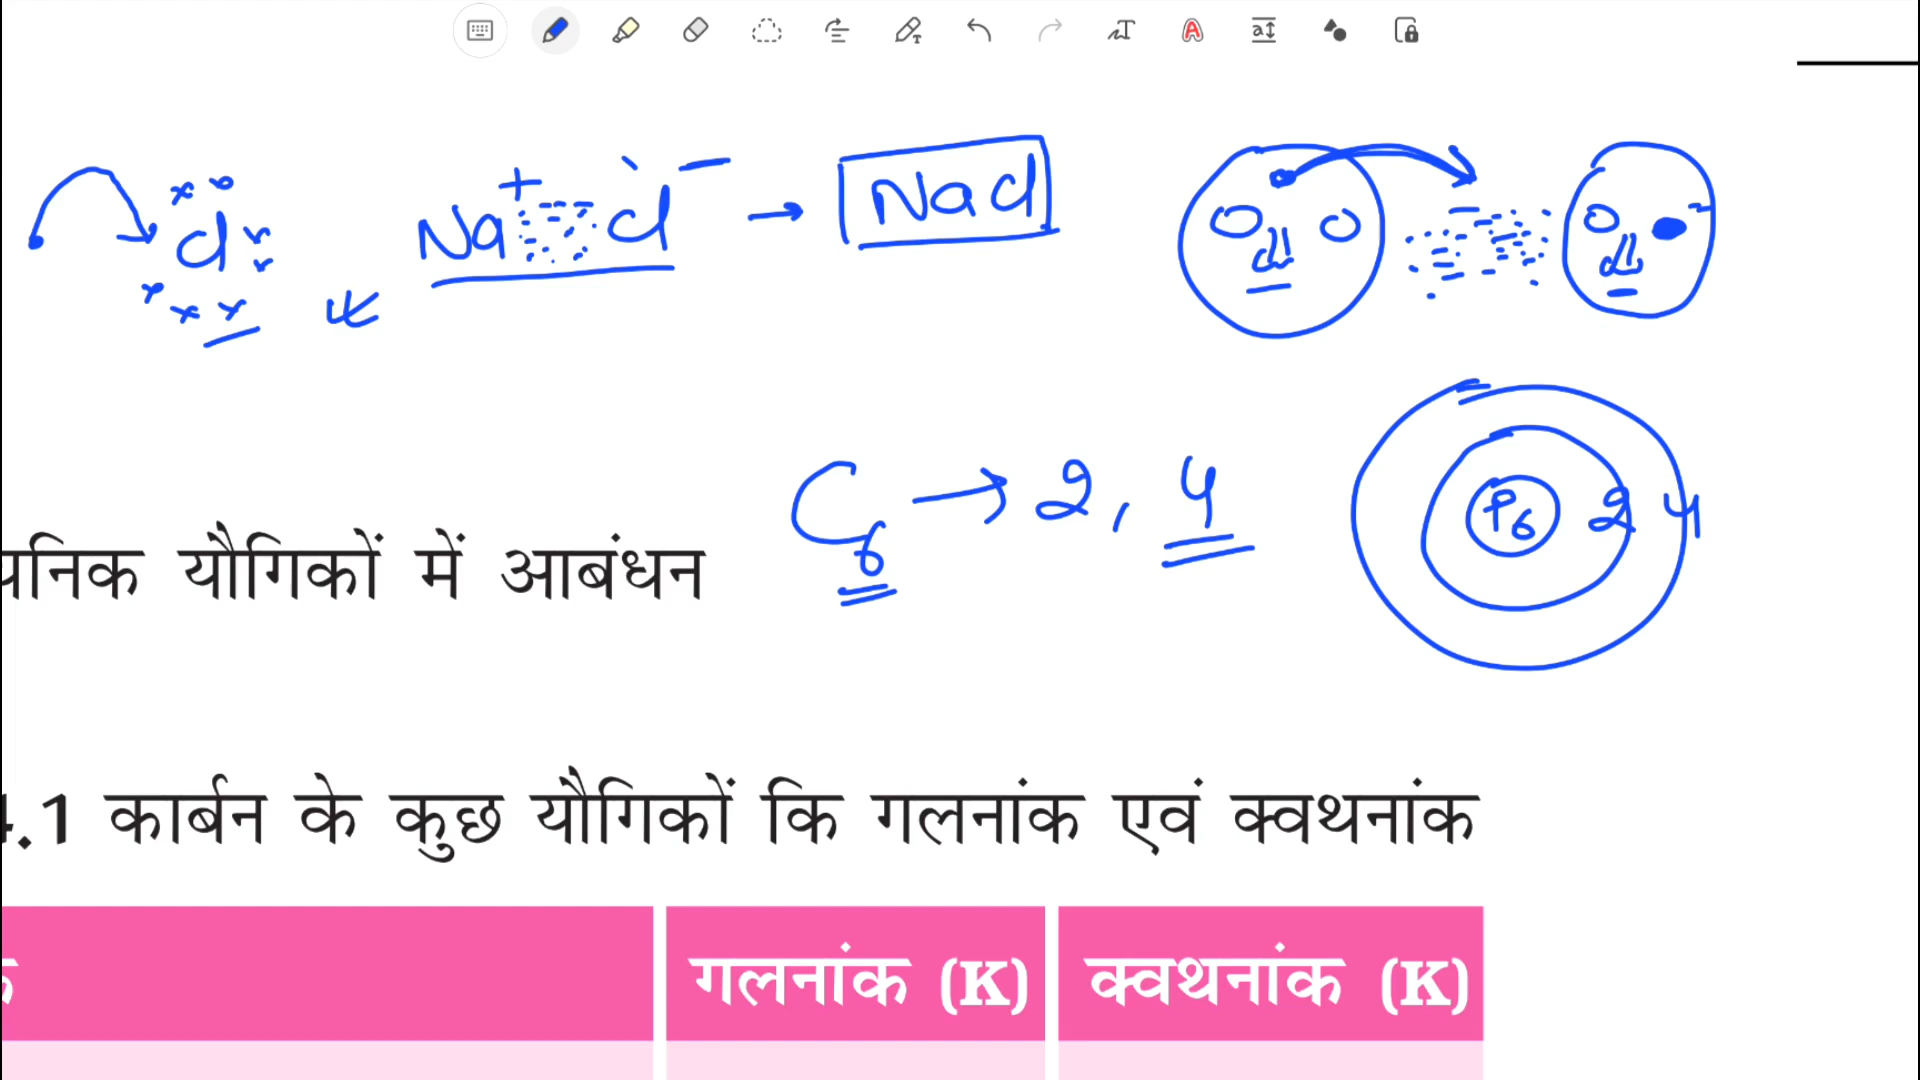 Cl Na⁺ Cl⁻ → NaCl
C₆ → 2, 4 P6 2 4
यौगिकों में आबंधन
4.1 कार्बन के कुछ यौगिकों कि गलनांक एवं क्वथनांक
गलनांक (K) क्वथनांक (K)